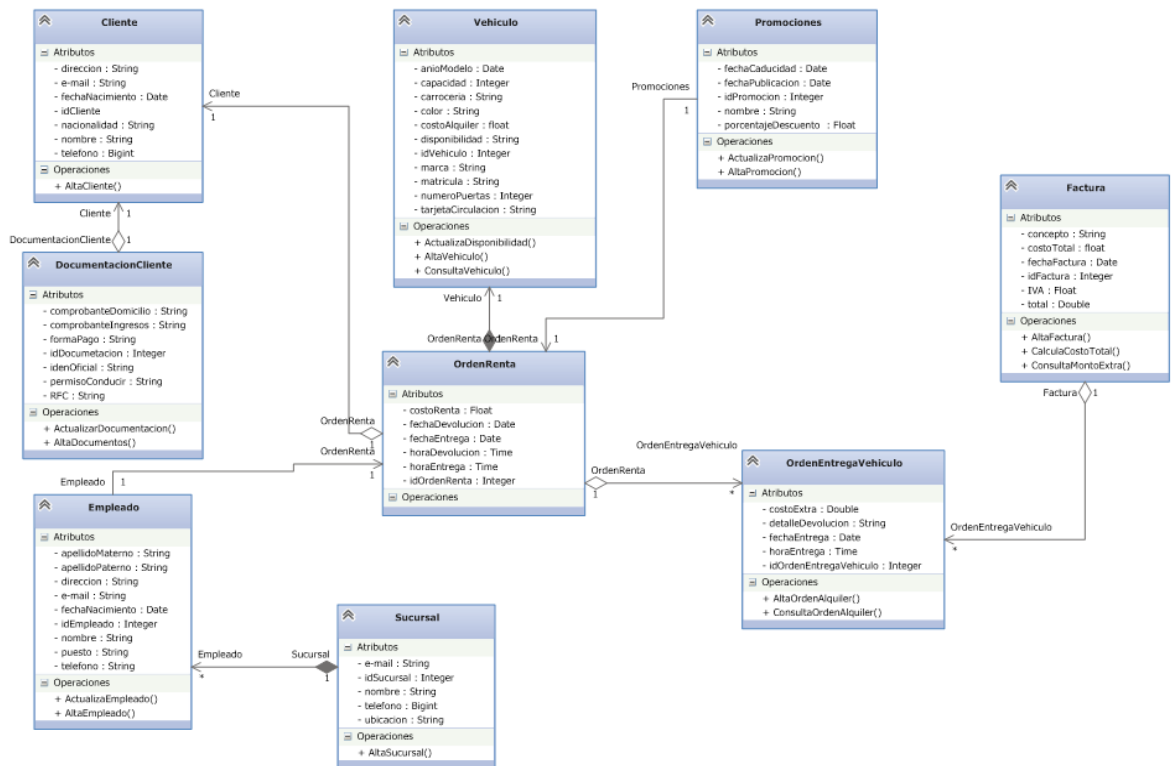 Cliente
Atributos
- direccion : String
- e-mail : String
- fechaNacimiento : Date
- idCliente
- nacionalidad : String
- nombre : String
- telefono : Bigint
Operaciones
+ AltaCliente()
Vehiculo
Atributos
- anioModelo : Date
- capacidad : Integer
- carroceria : String
- color : String
- costoAlquiler : float
- disponibilidad : String
- idVehiculo : Integer
- marca : String
- matricula : String
- numeroPuertas : Integer
- tarjetaCirculacion : String
Operaciones
+ ActualizaDisponibilidad()
+ AltaVehiculo()
+ ConsultaVehiculo()
Promociones
Atributos
- fechaCaducidad : Date
- fechaPublicacion : Date
- idPromocion : Integer
- nombre : String
- porcentajeDescuento : Float
Operaciones
+ ActualizaPromocion()
+ AltaPromocion()
Cliente
1
Promociones
1
Factura
Atributos
- concepto : String
- costoTotal : float
- fechaFactura : Date
- idFactura : Integer
- IVA : Float
- total : Double
Operaciones
+ AltaFactura()
+ CalculaCostoTotal()
+ ConsultaMontoExtra()
Cliente
1
DocumentacionCliente
1
DocumentacionCliente
Atributos
- comprobanteDomicilio : String
- comprobanteIngresos : String
- formaPago : String
- idDocumetacion : Integer
- idenOficial : String
- permisoConducir : String
- RFC : String
Operaciones
+ ActualizarDocumentacion()
+ AltaDocumentos()
Vehiculo
1
OrdenRenta
1
OrdenRenta
1
OrdenRenta
Atributos
- costoRenta : Float
- fechaDevolucion : Date
- fechaEntrega : Date
- horaDevolucion : Time
- horaEntrega : Time
- idOrdenRenta : Integer
Operaciones
OrdenRenta
1
OrdenRenta
1
Factura
1
OrdenEntregaVehiculo
OrdenRenta
1
*
OrdenEntregaVehiculo
Atributos
- costoExtra : Double
- detalleDevolucion : String
- fechaEntrega : Date
- horaEntrega : Time
- idOrdenEntregaVehiculo : Integer
Operaciones
+ AltaOrdenAlquiler()
+ ConsultaOrdenAlquiler()
OrdenEntregaVehiculo
*
Empleado
1
Empleado
Atributos
- apellidoMaterno : String
- apellidoPaterno : String
- direccion : String
- e-mail : String
- fechaNacimiento : Date
- idEmpleado : Integer
- nombre : String
- puesto : String
- telefono : String
Operaciones
+ ActualizaEmpleado()
+ AltaEmpleado()
Empleado
*
Sucursal
1
Sucursal
Atributos
- e-mail : String
- idSucursal : Integer
- nombre : String
- telefono : Bigint
- ubicacion : String
Operaciones
+ AltaSucursal()